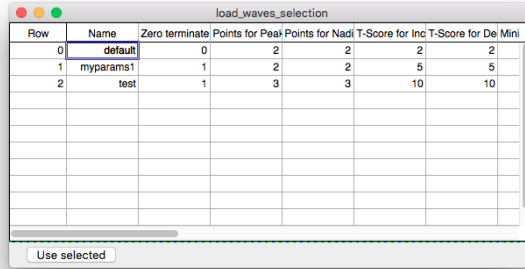 load_waves_selection
Row Name Zero terminate Points for Peak Points for Nadi T-Score for Inc T-Score for De Mini
0 default 0 2 2 2 2
1 myparams1 1 2 2 5 5
2 test 1 3 3 10 10
Use selected